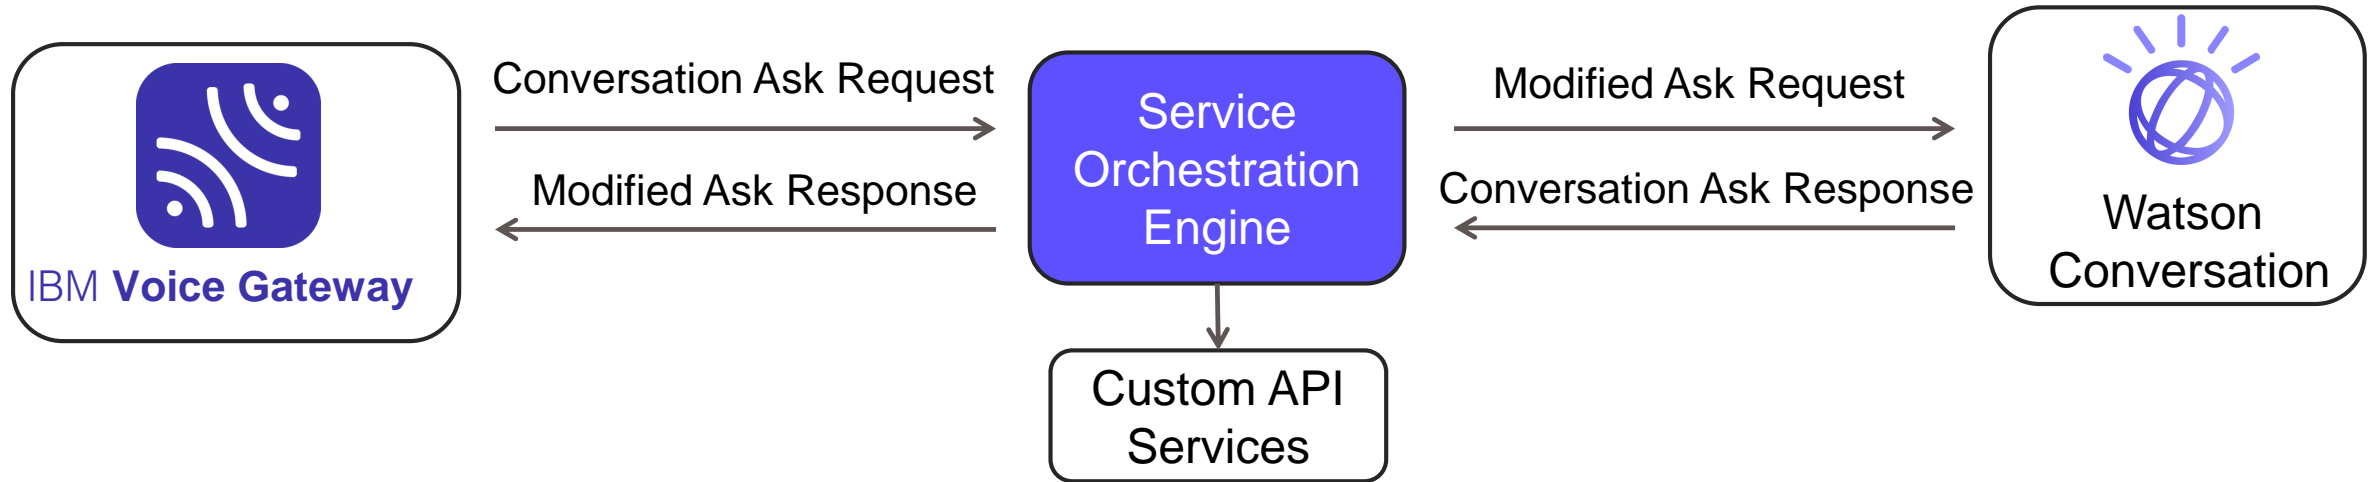 IBM Voice Gateway
Conversation Ask Request
Modified Ask Response
Service
Orchestration
Engine
Custom API
Services
Modified Ask Request
Conversation Ask Response
Watson
Conversation